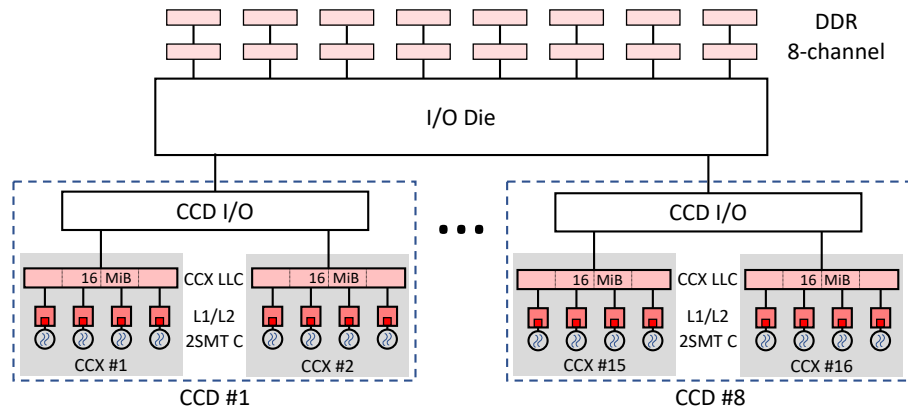 DDR
8-channel
I/O Die
CCD I/O
CCD I/O
16 MiB
CCX LLC
16 MiB
16 MiB
CCX LLC
16 MiB
L1/L2
L1/L2
2SMT C
2SMT C
CCX #1
CCX #2
CCX #15
CCX #16
CCD #1
CCD #8